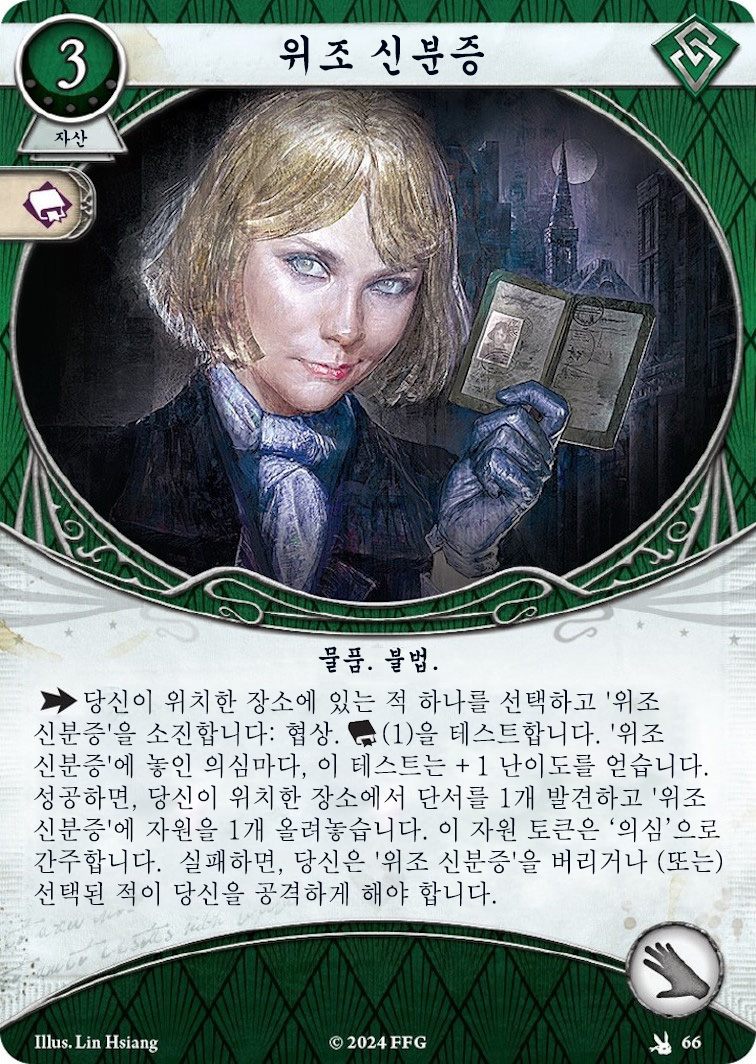 3
위조 신분증
자산
물품. 불법.
당신이 위치한 장소에 있는 적 하나를 선택하고 '위조
신분증'을 소진합니다: 협상. (1)을 테스트합니다. '위조
신분증'에 놓인 의심마다, 이 테스트는 +1 난이도를 얻습니다.
성공하면, 당신이 위치한 장소에서 단서를 1개 발견하고 '위조
신분증'에 자원을 1개 올려놓습니다. 이 자원 토큰은 ‘의심’으로
간주합니다. 실패하면, 당신은 '위조 신분증'을 버리거나 (또는)
선택된 적이 당신을 공격하게 해야 합니다.
Illus. Lin Hsiang
© 2024 FFG
66